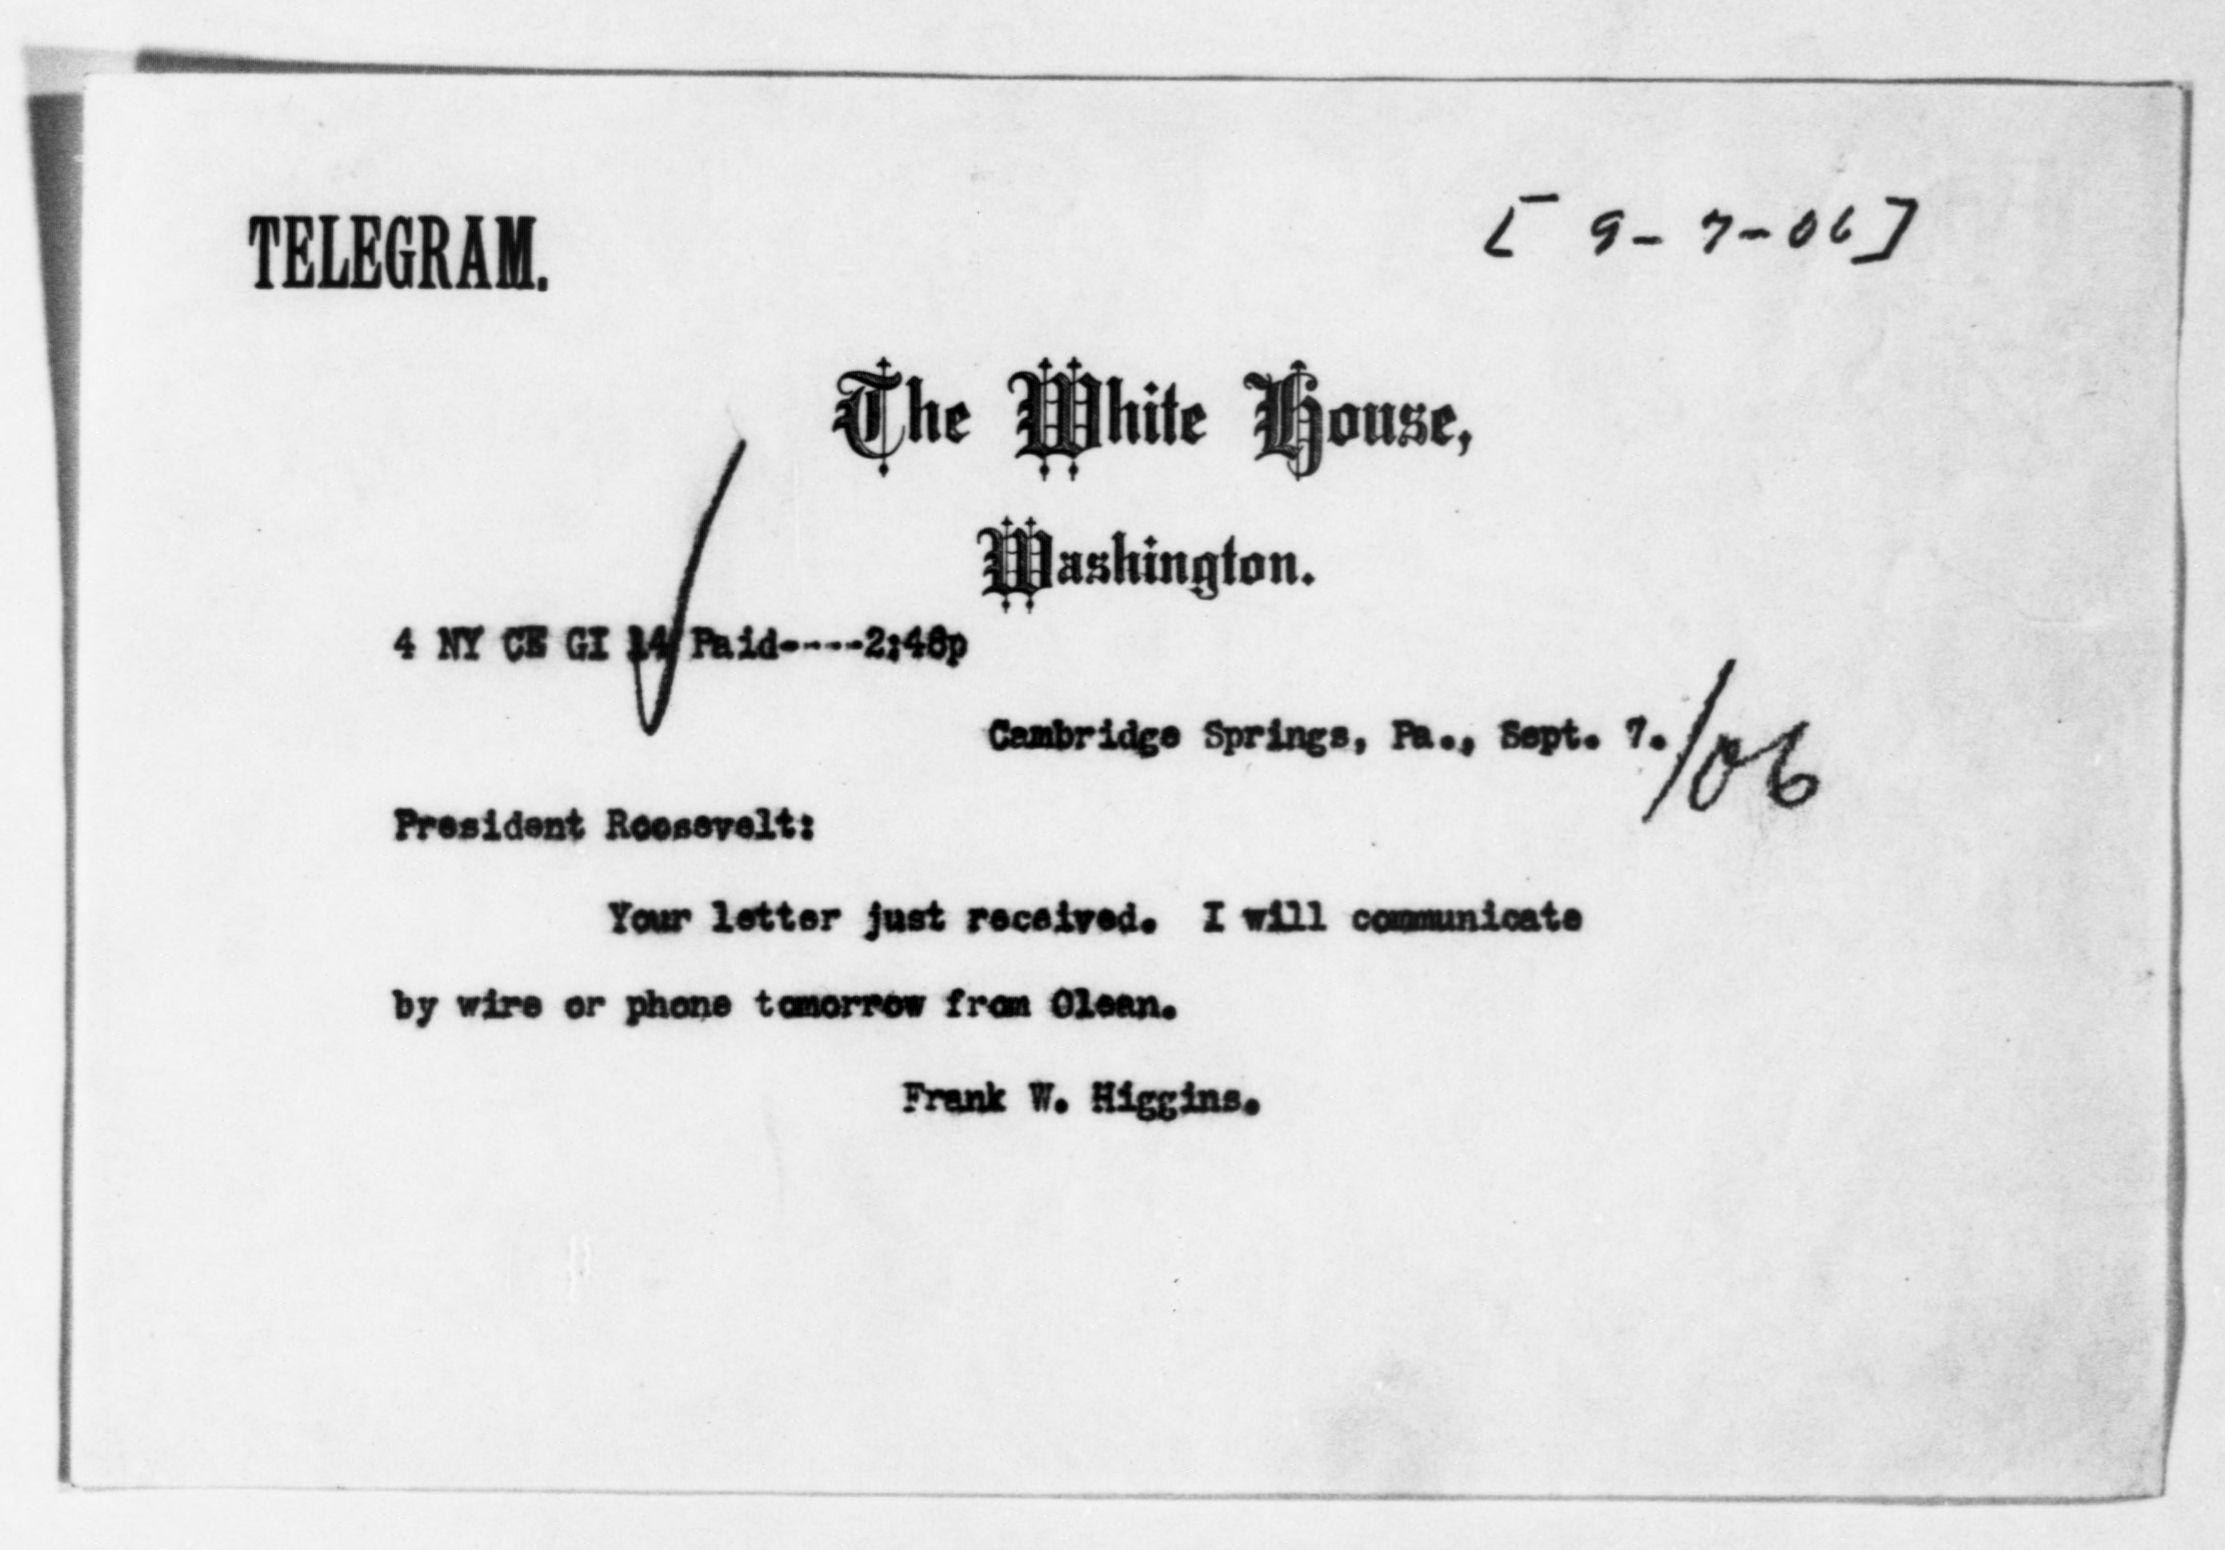 TELEGRAM.
[ 9-7-06]
The White House,
Washington.
4 NY CE GI 14 Paid----2:48p
Cambridge Springs, Pa., Sept. 7./06
President Roosevelt:
Your letter just received. I will communicate
by wire or phone tomorrow from Olean.
Frank W. Higgins.